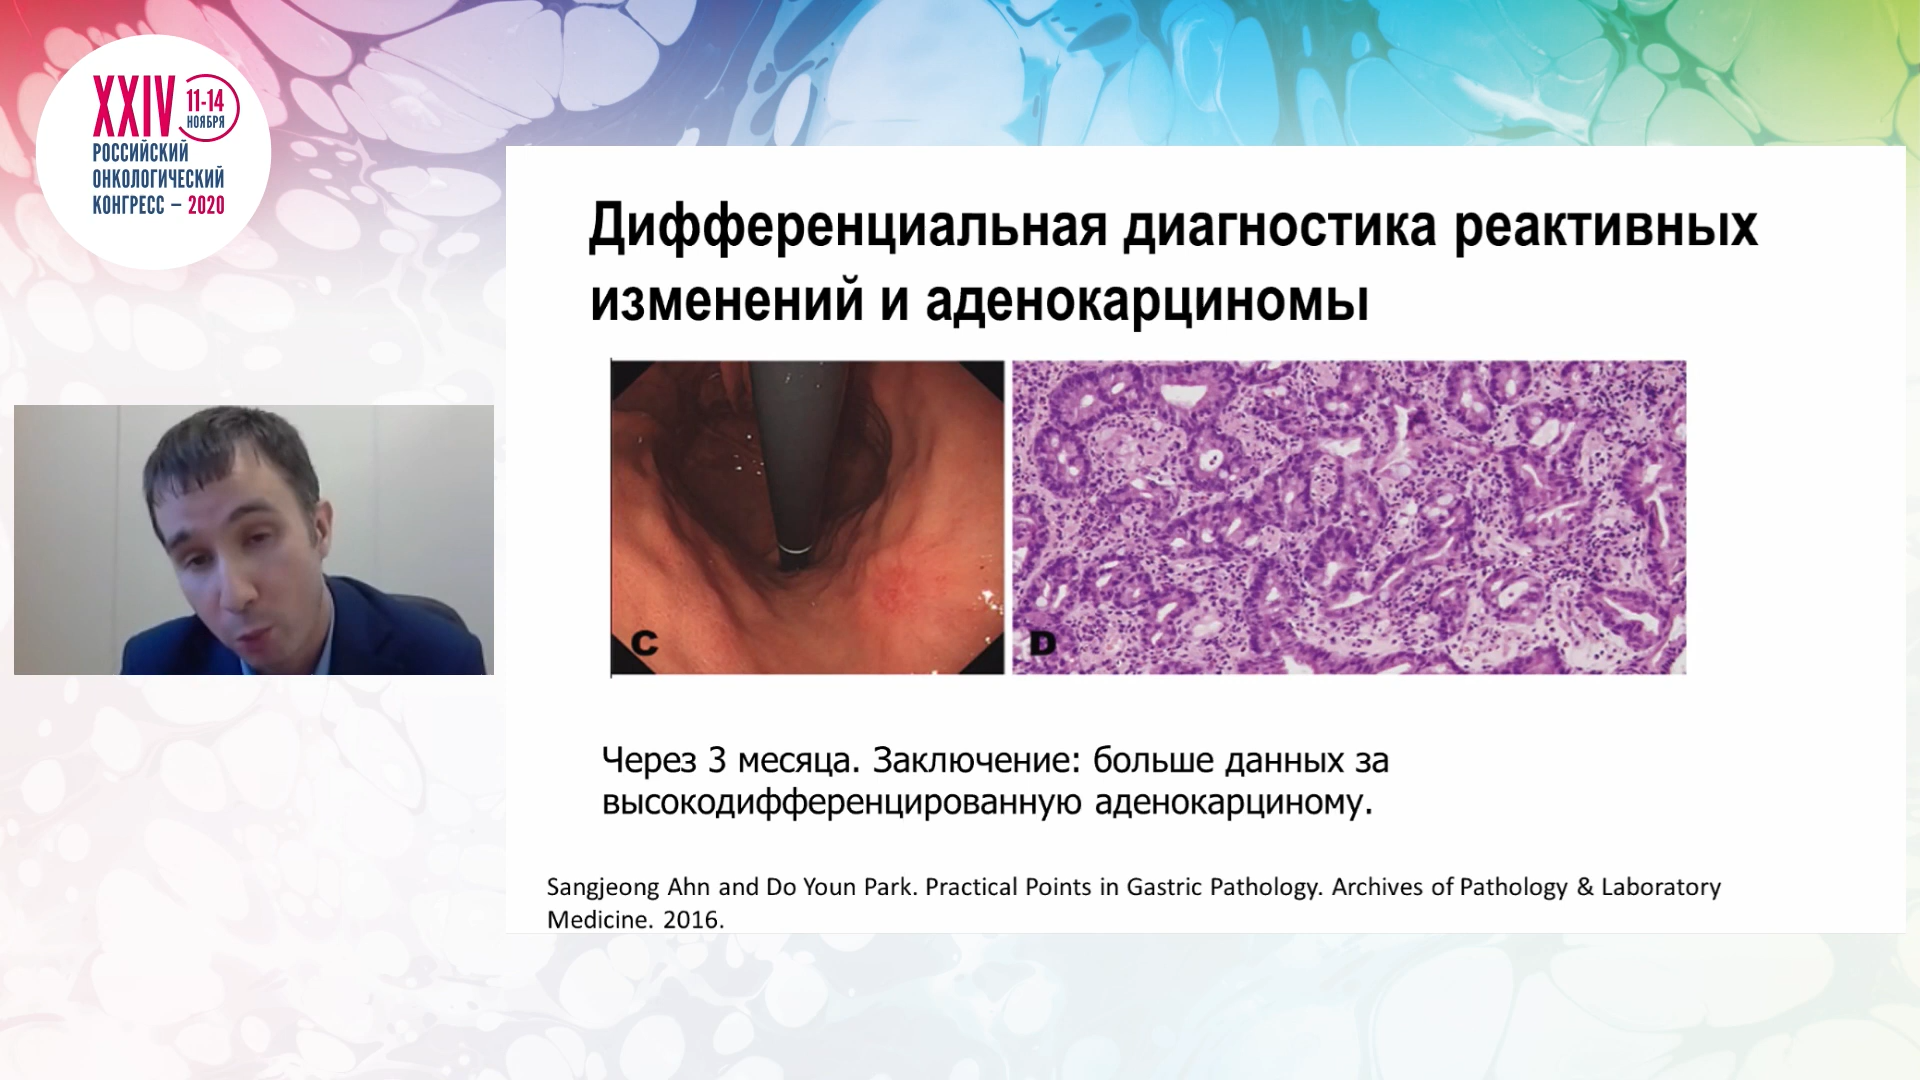 XXIV
11-14
НОЯБРЯ
РОССИЙСКИЙ
ОНКОЛОГИЧЕСКИЙ
КОНГРЕСС – 2020
Дифференциальная диагностика реактивных
изменений и аденокарциномы
C
D
Через 3 месяца. Заключение: больше данных за
высокодифференцированную аденокарциному.
Sangjeong Ahn and Do Youn Park. Practical Points in Gastric Pathology. Archives of Pathology & Laboratory
Medicine. 2016.